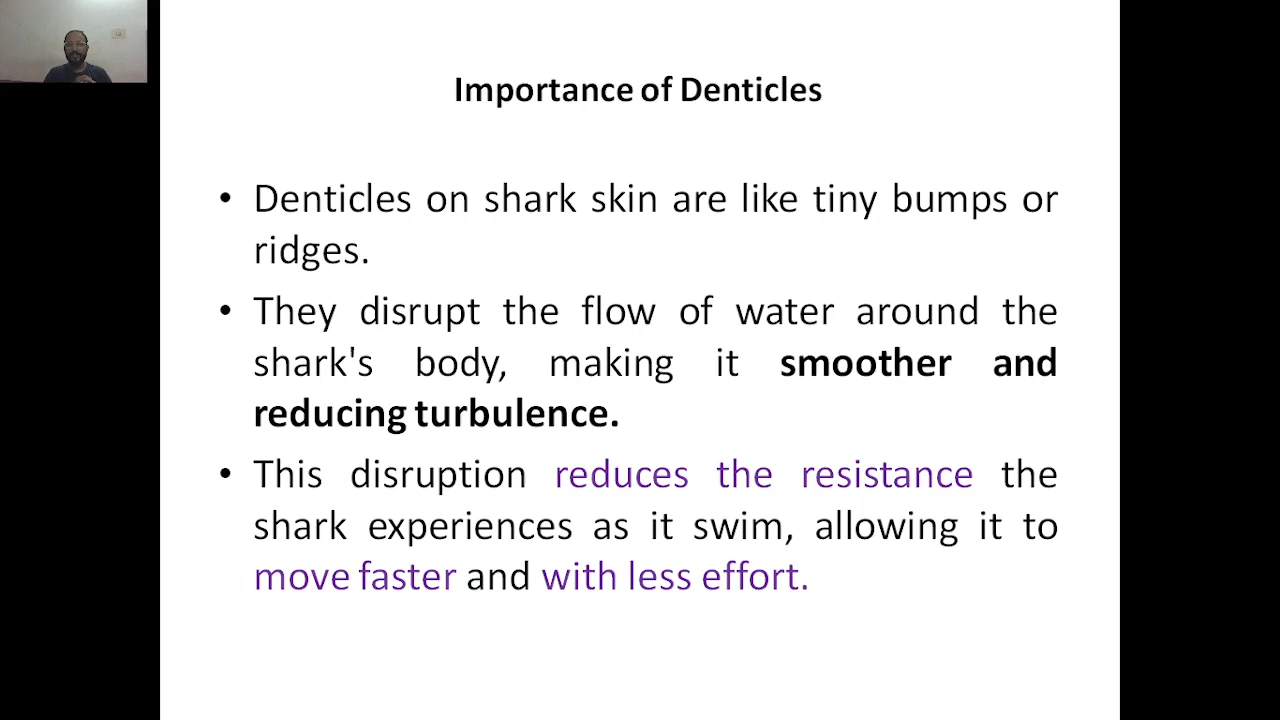 Importance of Denticles
• Denticles on shark skin are like tiny bumps or
ridges.
• They disrupt the flow of water around the
shark's body, making it smoother and
reducing turbulence.
• This disruption reduces the resistance the
shark experiences as it swim, allowing it to
move faster and with less effort.